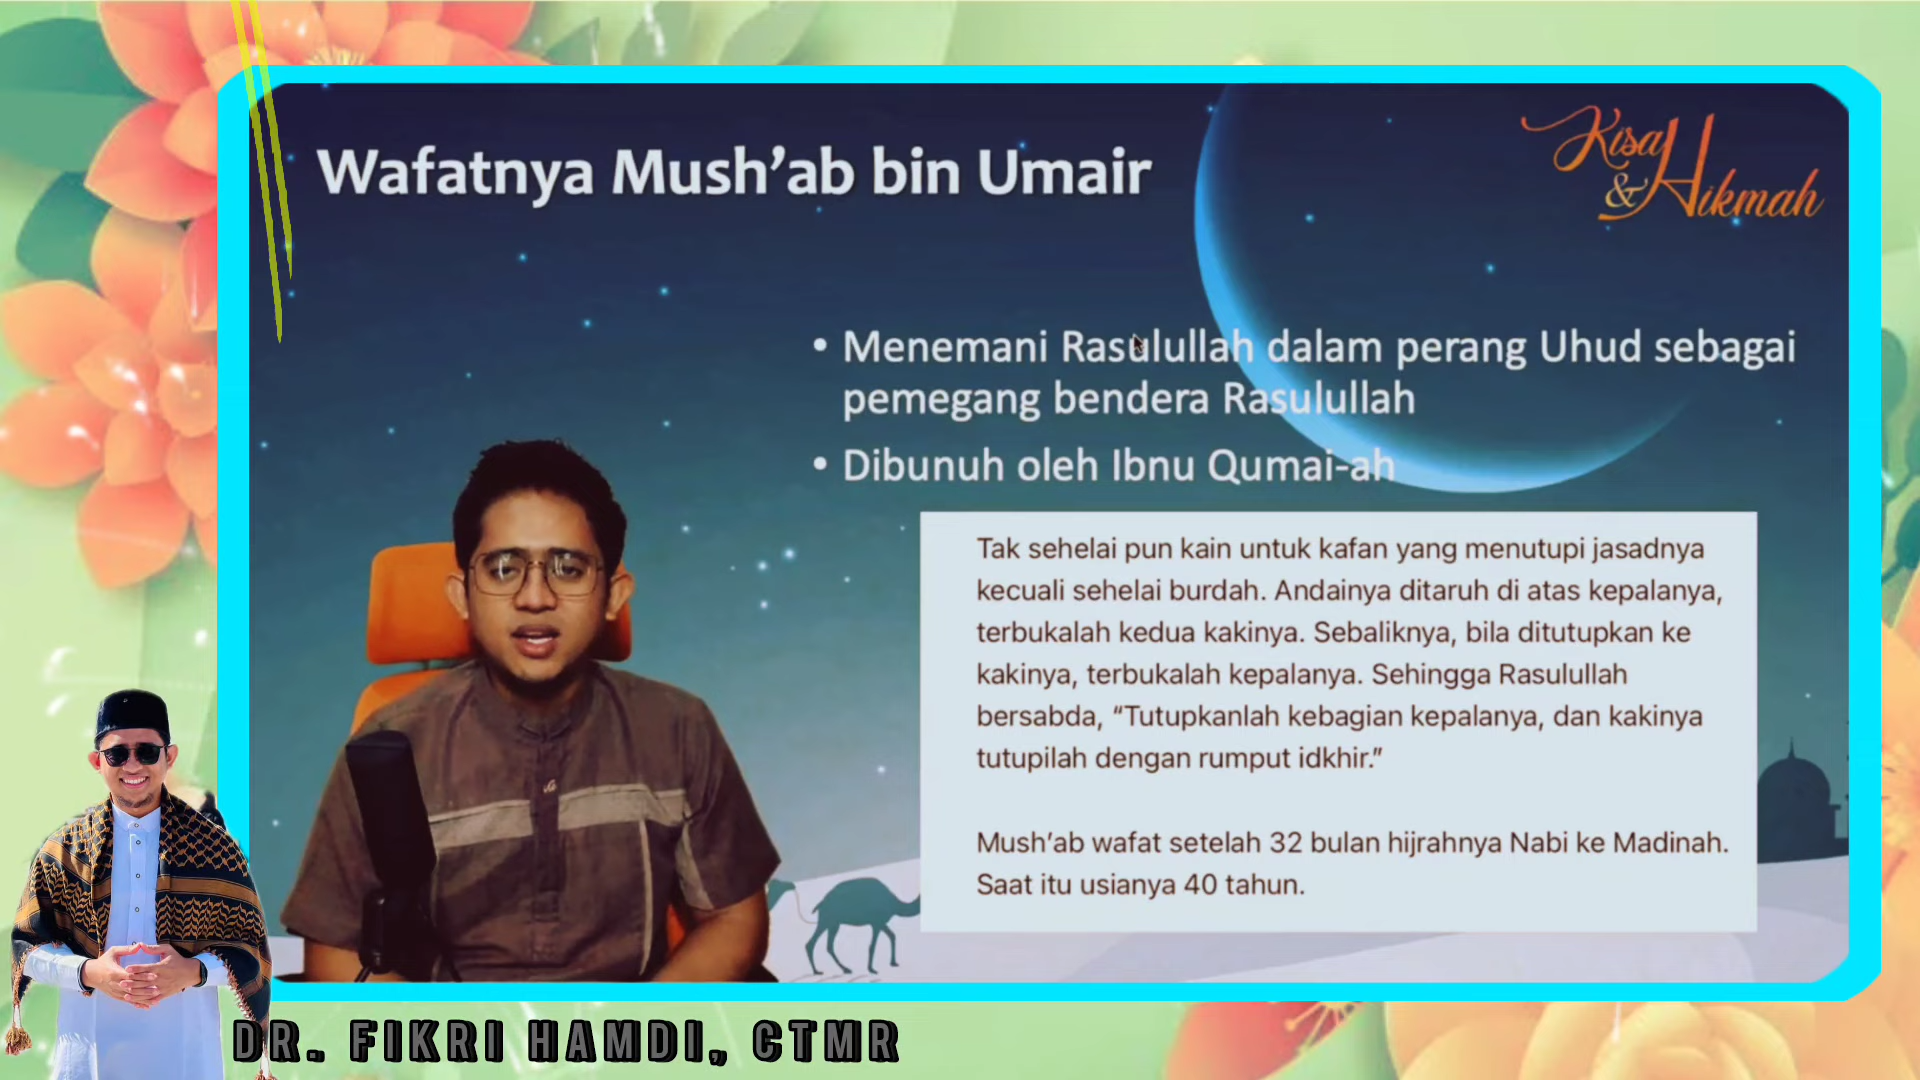 Wafatnya Mush’ab bin Umair
Kisah
& Hikmah
• Menemani Rasulullah dalam perang Uhud sebagai
pemegang bendera Rasulullah
• Dibunuh oleh Ibnu Qumai-ah
Tak sehelai pun kain untuk kafan yang menutupi jasadnya
kecuali sehelai burdah. Andainya ditaruh di atas kepalanya,
terbukalah kedua kakinya. Sebaliknya, bila ditutupkan ke
kakinya, terbukalah kepalanya. Sehingga Rasulullah
bersabda, “Tutupkanlah kebagian kepalanya, dan kakinya
tutupilah dengan rumput idkhir.”
Mush’ab wafat setelah 32 bulan hijrahnya Nabi ke Madinah.
Saat itu usianya 40 tahun.
DR. FIKRI HAMDI, CTMR